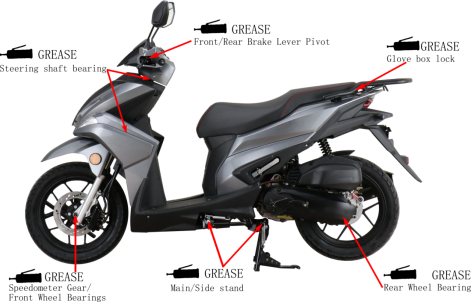 GREASE
Front/Rear Brake Lever Pivot
GREASE
Steering shaft bearing
GREASE
Glove box lock
GREASE
Speedometer Gear/
Front Wheel Bearings
GREASE
Main/Side stand
GREASE
Rear Wheel Bearing